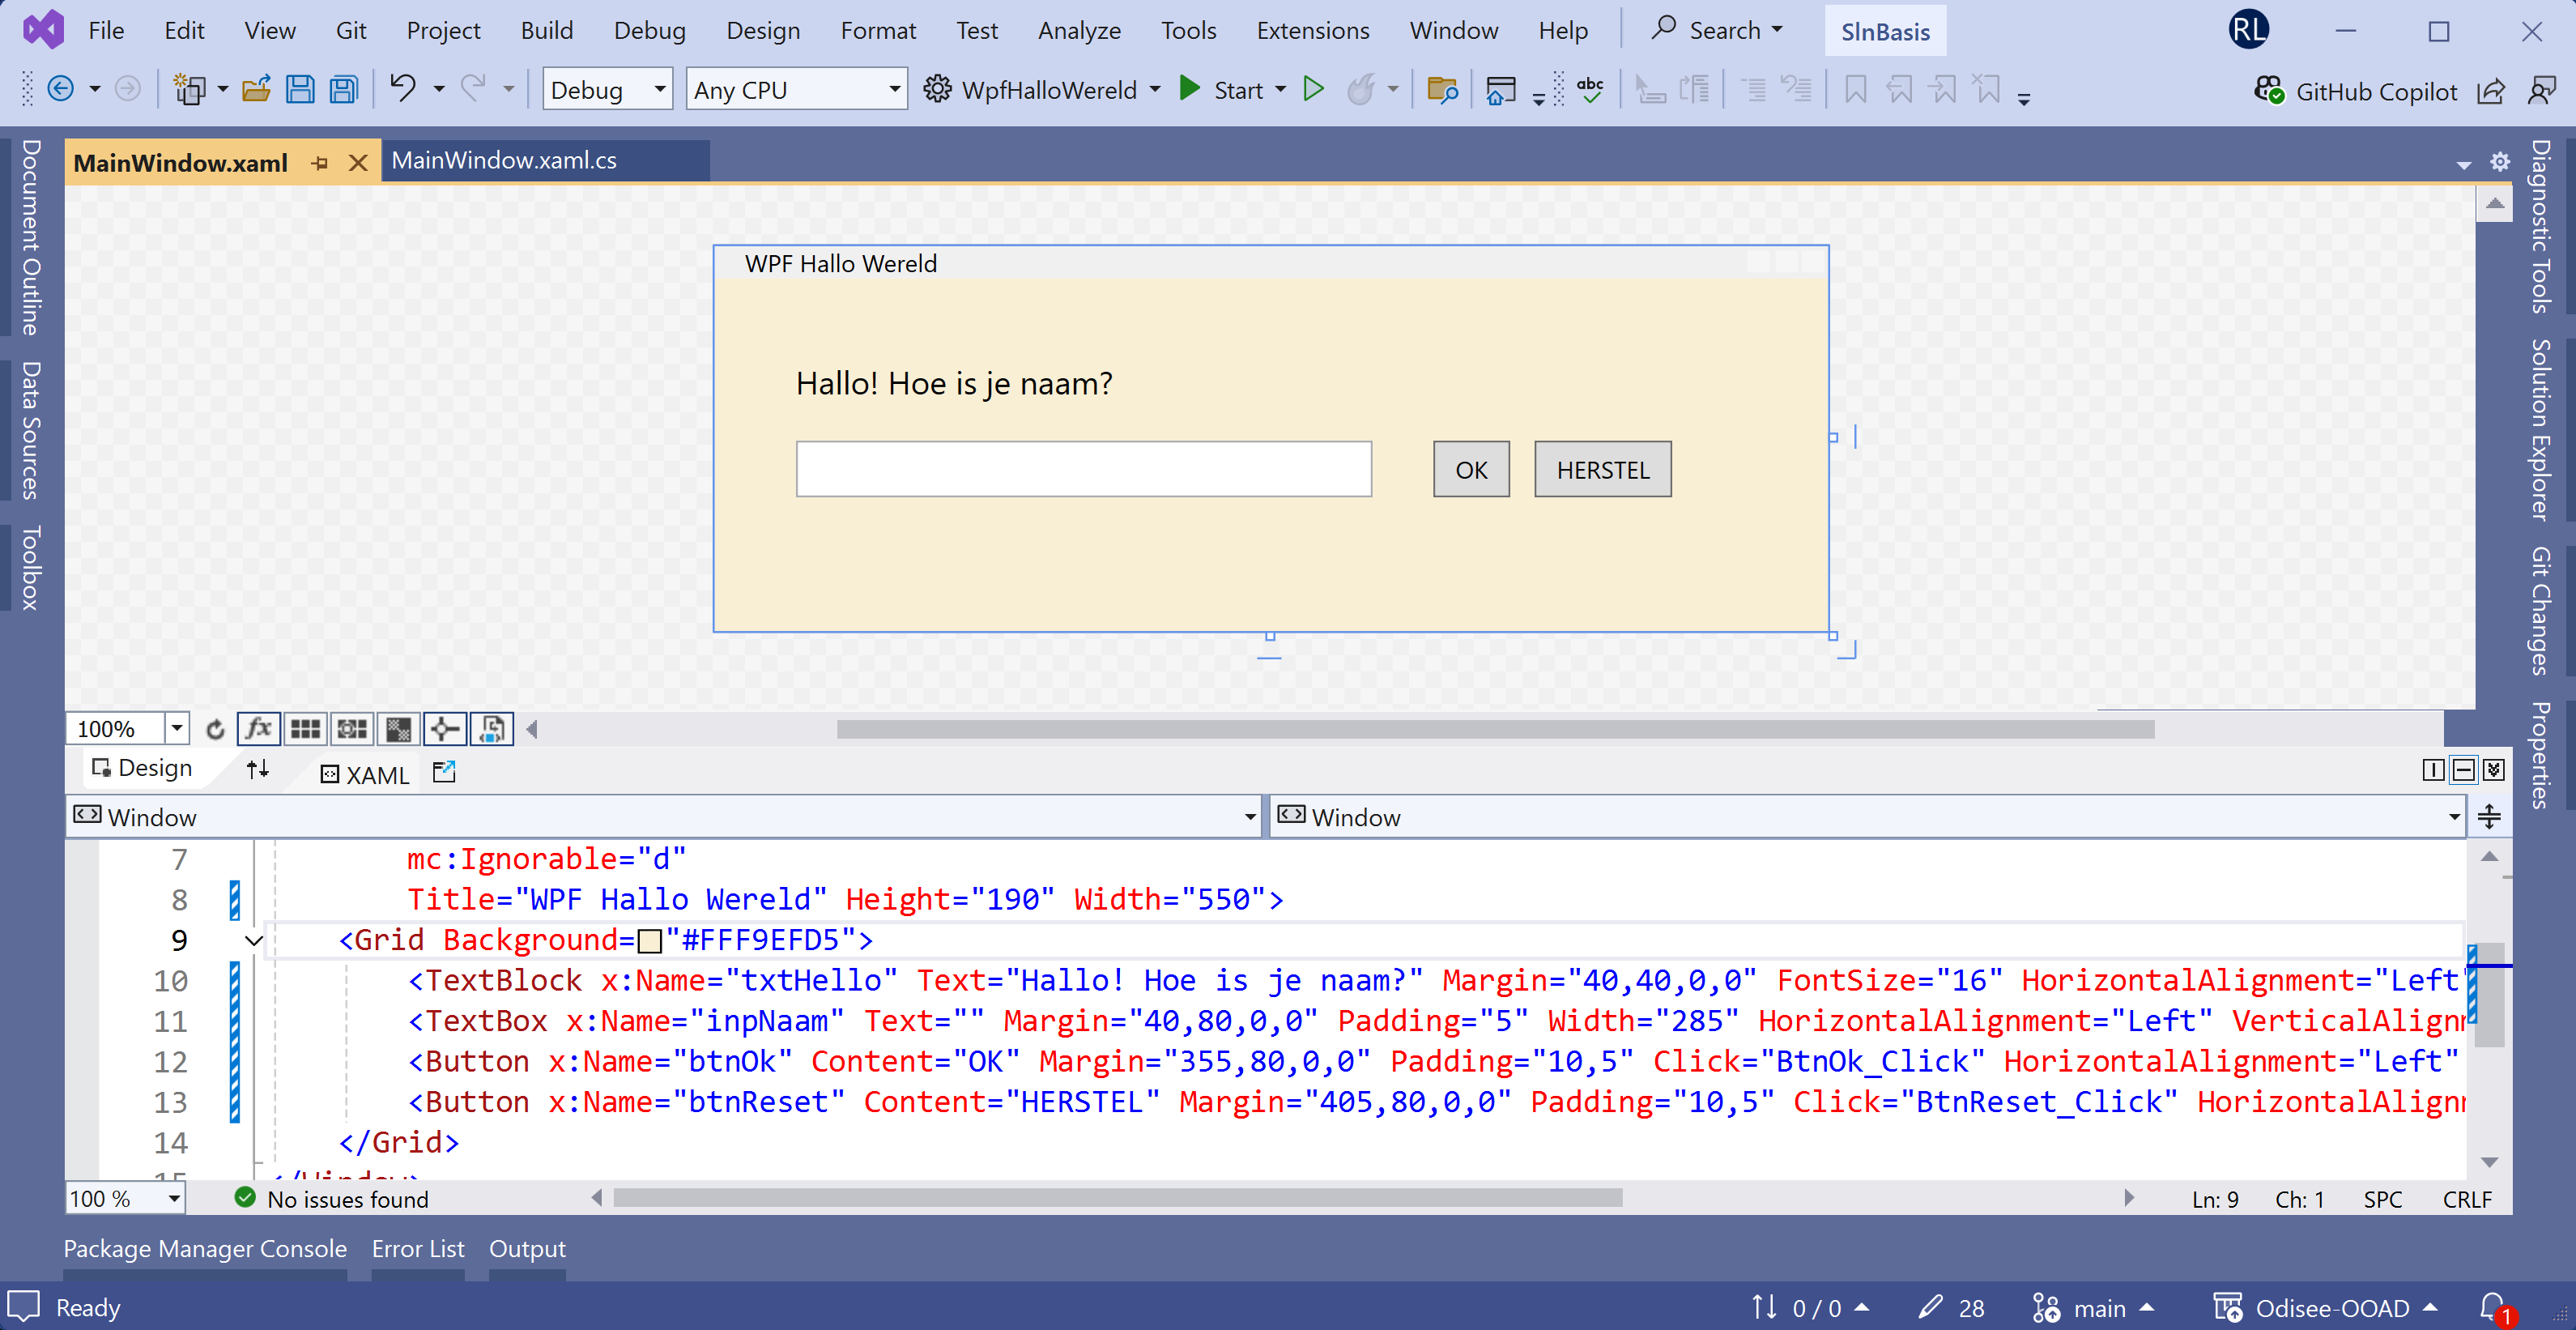 File Edit View Git Project Build Debug Design Format Test Analyze Tools Extensions Window Help Search SlnBasis RL
Debug Any CPU WpfHalloWereld Start abc GitHub Copilot
MainWindow.xaml MainWindow.xaml.cs
Document Outline
Data Sources
Toolbox
WPF Hallo Wereld
Hallo! Hoe is je naam?
OK HERSTEL
Diagnostic Tools
Solution Explorer
Git Changes
Properties
100% fx
Design XAML
Window Window
7 mc:Ignorable="d"
8 Title="WPF Hallo Wereld" Height="190" Width="550">
9 <Grid Background="#FFF9EFD5">
10 <TextBlock x:Name="txtHello" Text="Hallo! Hoe is je naam?" Margin="40,40,0,0" FontSize="16" HorizontalAlignment="Left"
11 <TextBox x:Name="inpNaam" Text="" Margin="40,80,0,0" Padding="5" Width="285" HorizontalAlignment="Left" VerticalAlignm
12 <Button x:Name="btnOk" Content="OK" Margin="355,80,0,0" Padding="10,5" Click="BtnOk_Click" HorizontalAlignment="Left"
13 <Button x:Name="btnReset" Content="HERSTEL" Margin="405,80,0,0" Padding="10,5" Click="BtnReset_Click" HorizontalAlignm
14 </Grid>
100 % No issues found Ln: 9 Ch: 1 SPC CRLF
Package Manager Console Error List Output
Ready 0 / 0 28 main Odisee-OOAD 1